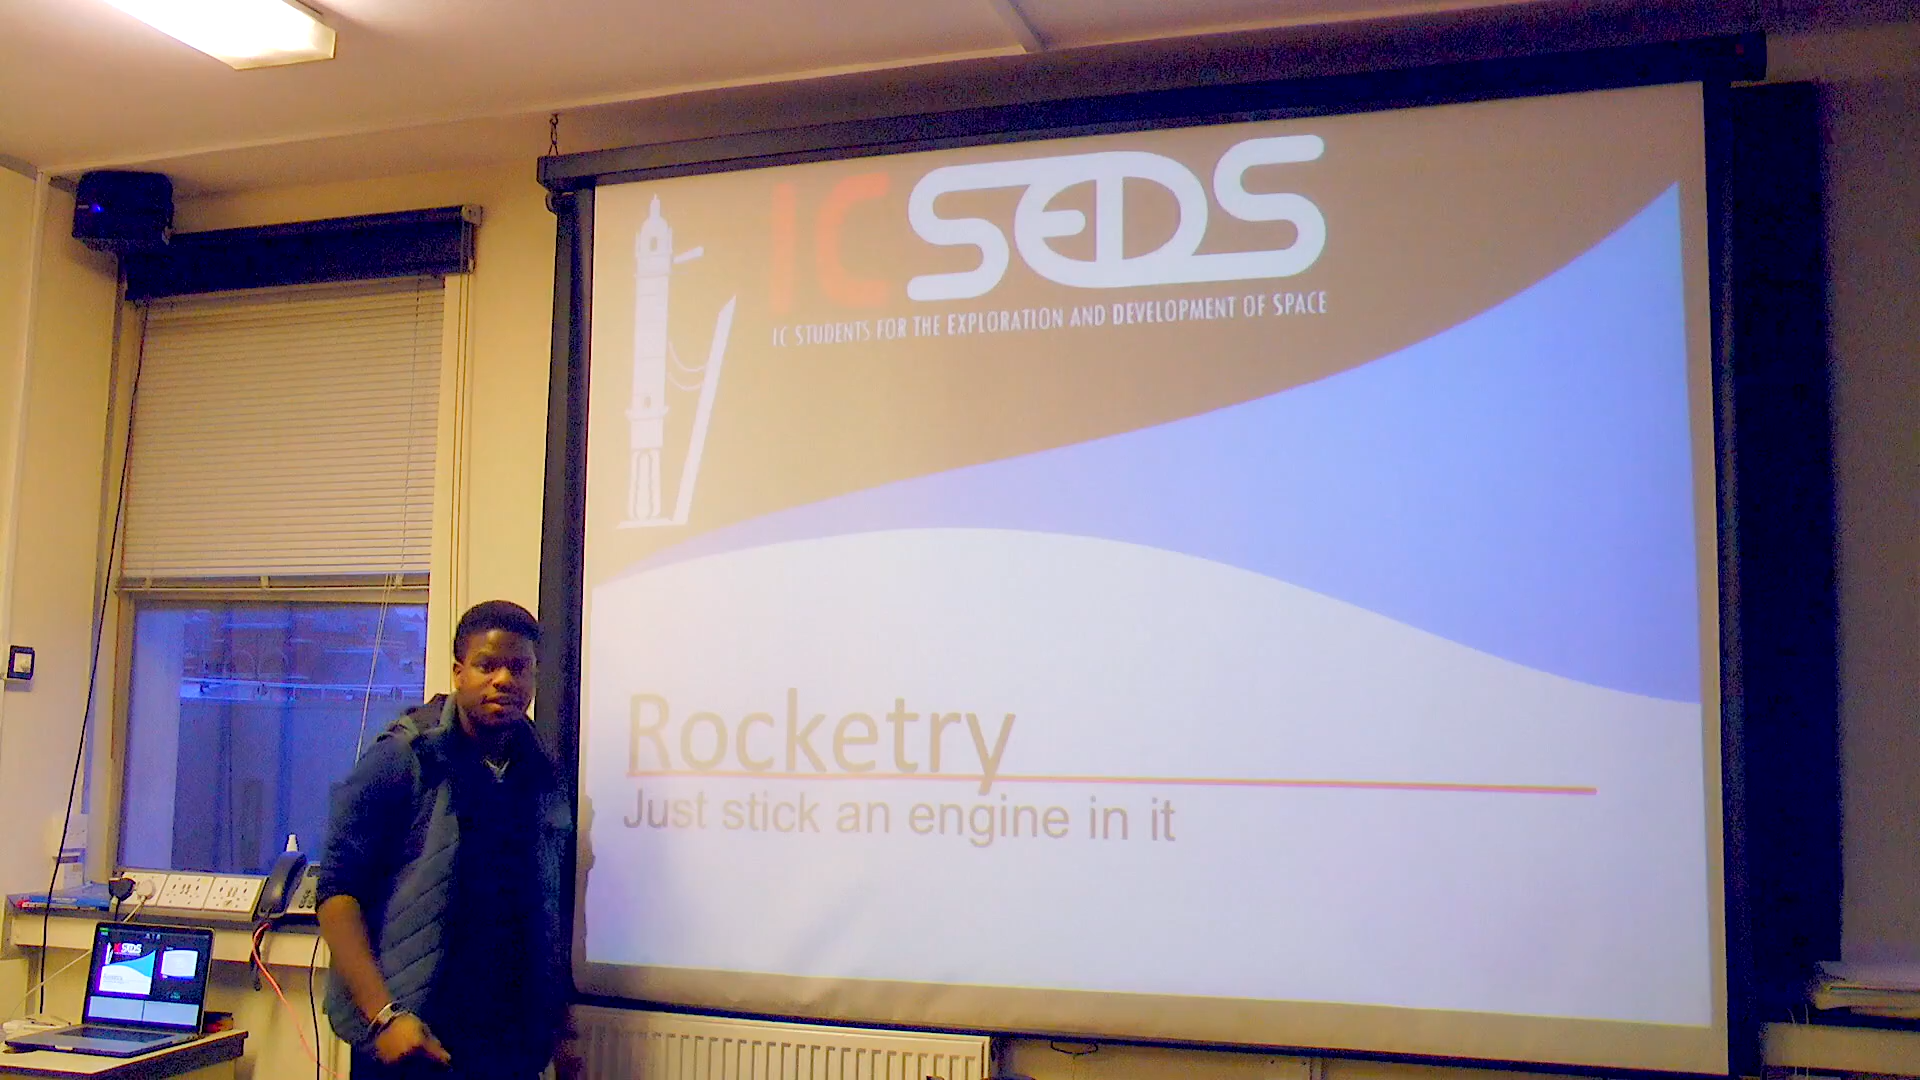 IC SEDS
IC STUDENTS FOR THE EXPLORATION AND DEVELOPMENT OF SPACE
Rocketry
Just stick an engine in it